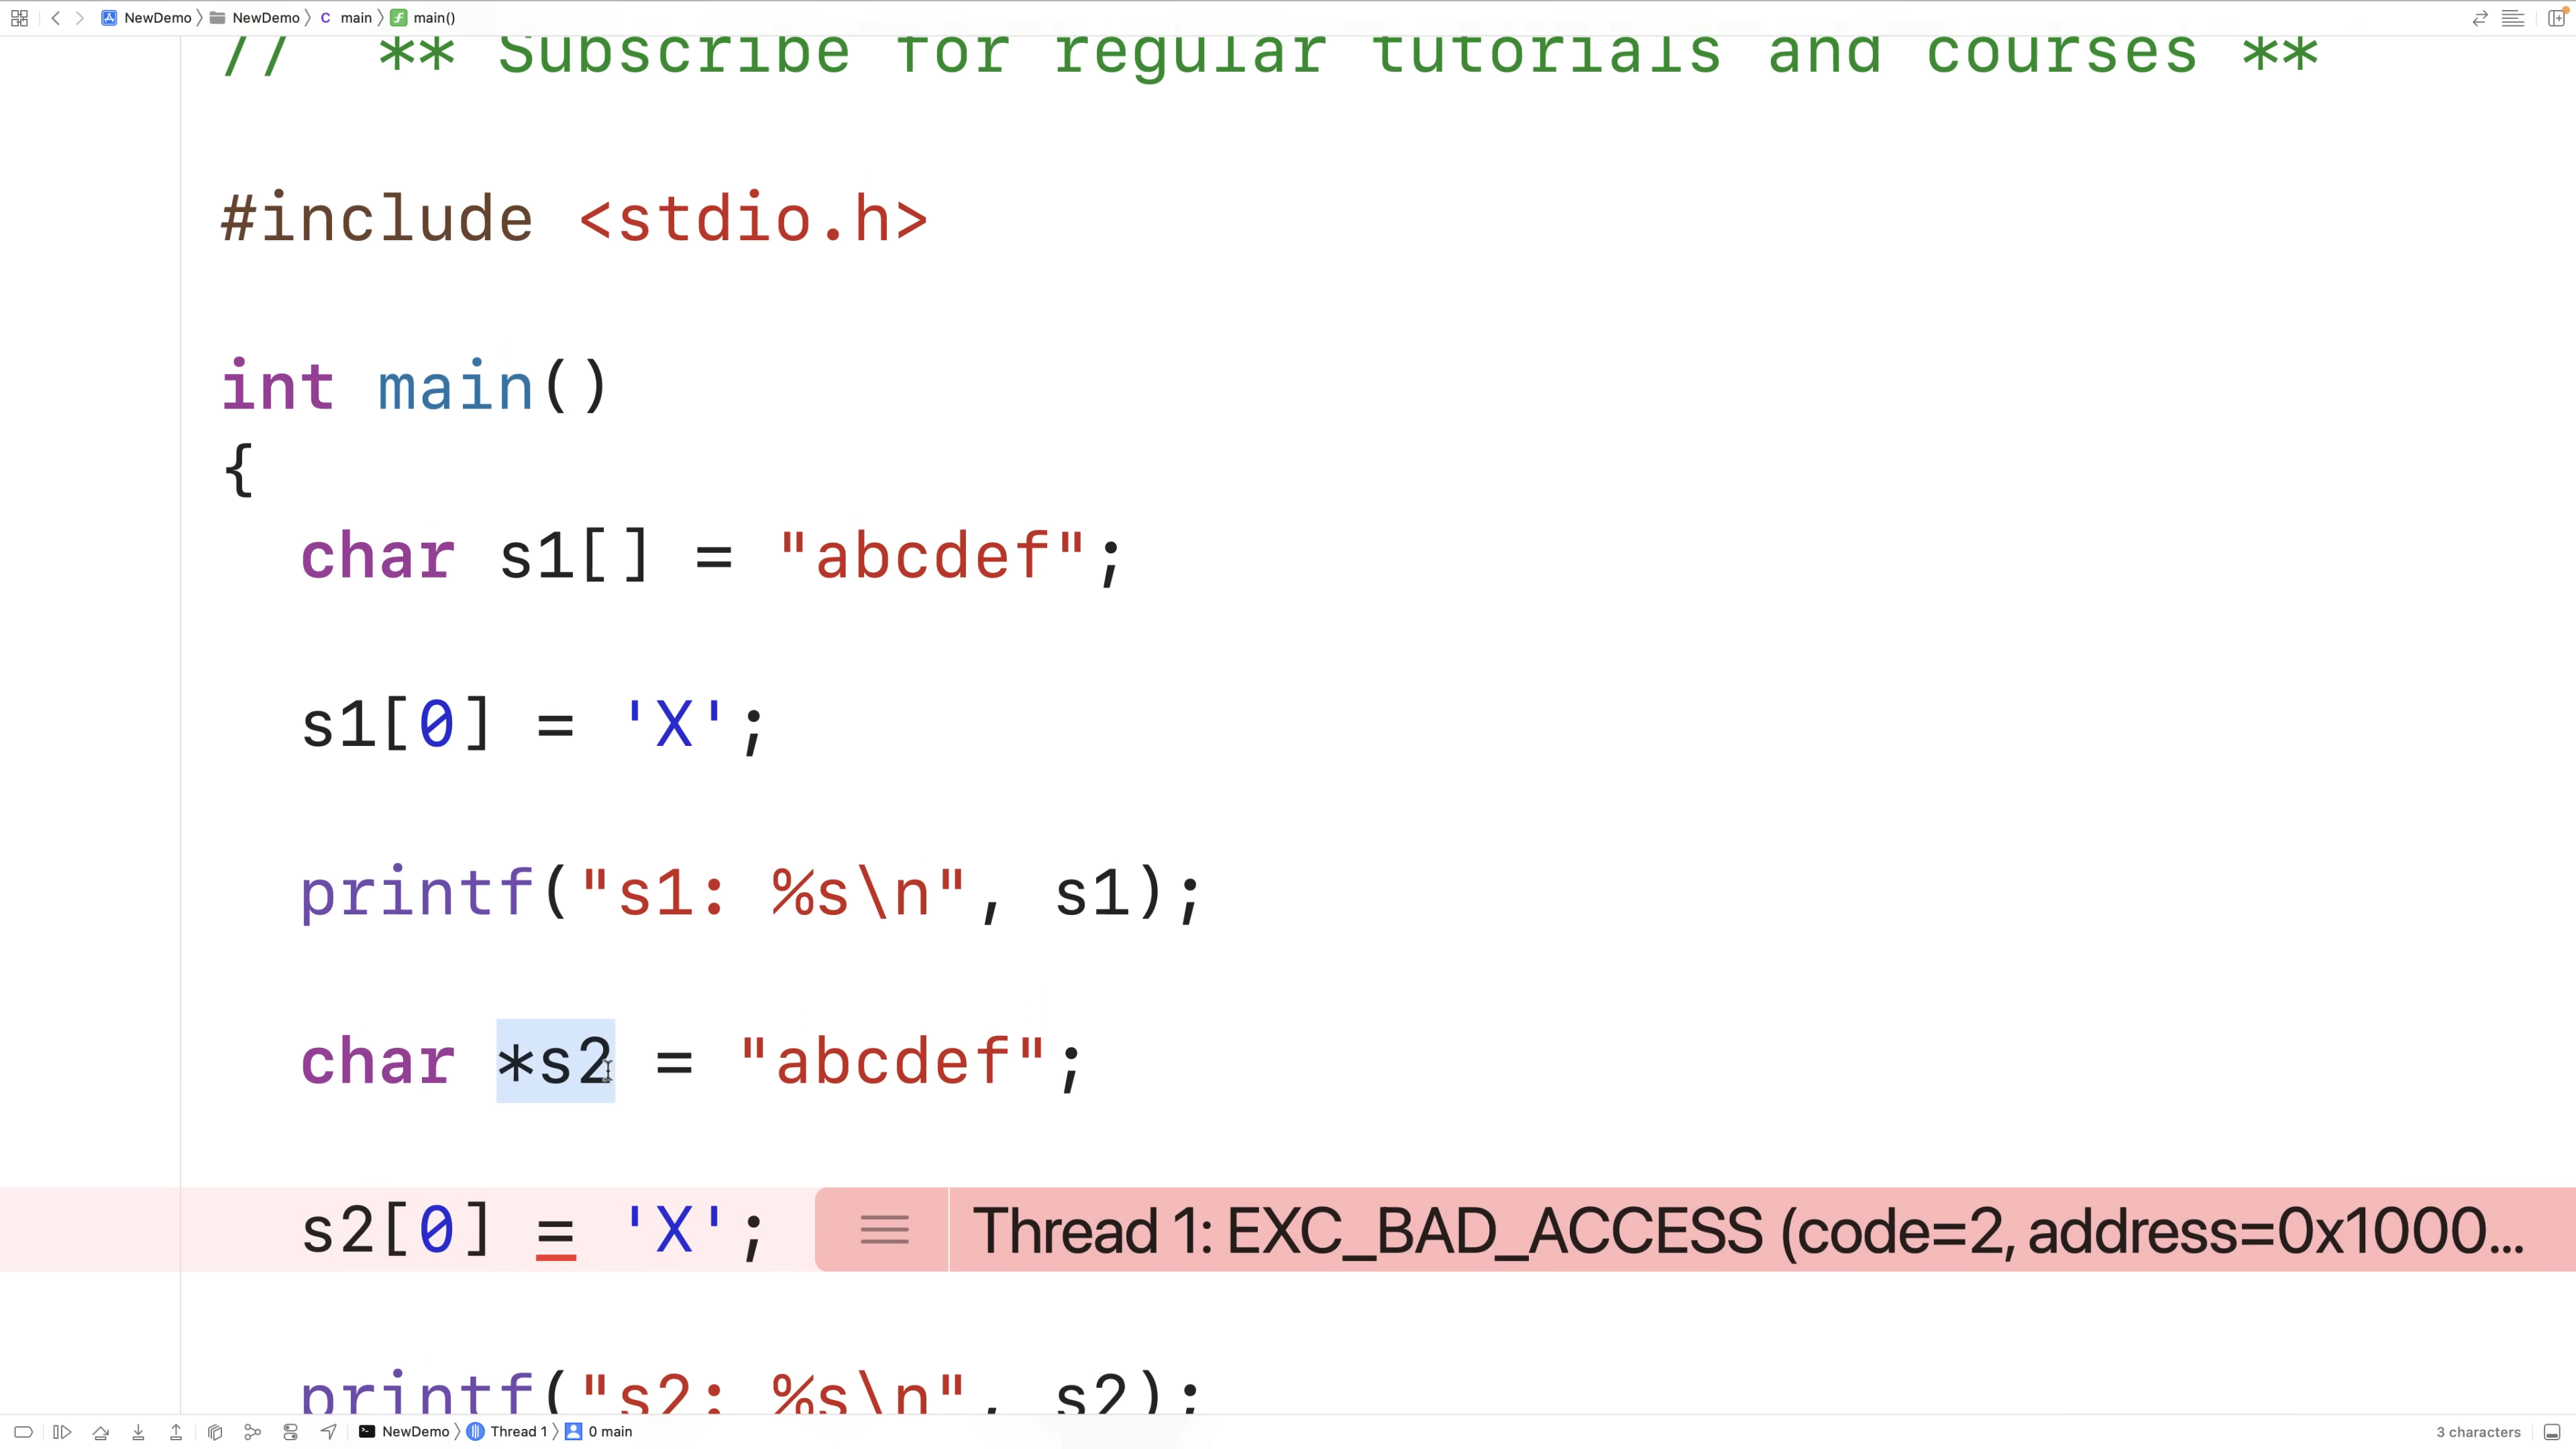 NewDemo NewDemo C main f main()
// ** Subscribe for regular tutorials and courses **
#include <stdio.h>
int main()
{
char s1[] = "abcdef";
s1[0] = 'X';
printf("s1: %s\n", s1);
char *s2 = "abcdef";
s2[0] = 'X'; Thread 1: EXC_BAD_ACCESS (code=2, address=0x1000...
printf("s2: %s\n", s2);
NewDemo Thread 1 0 main 3 characters